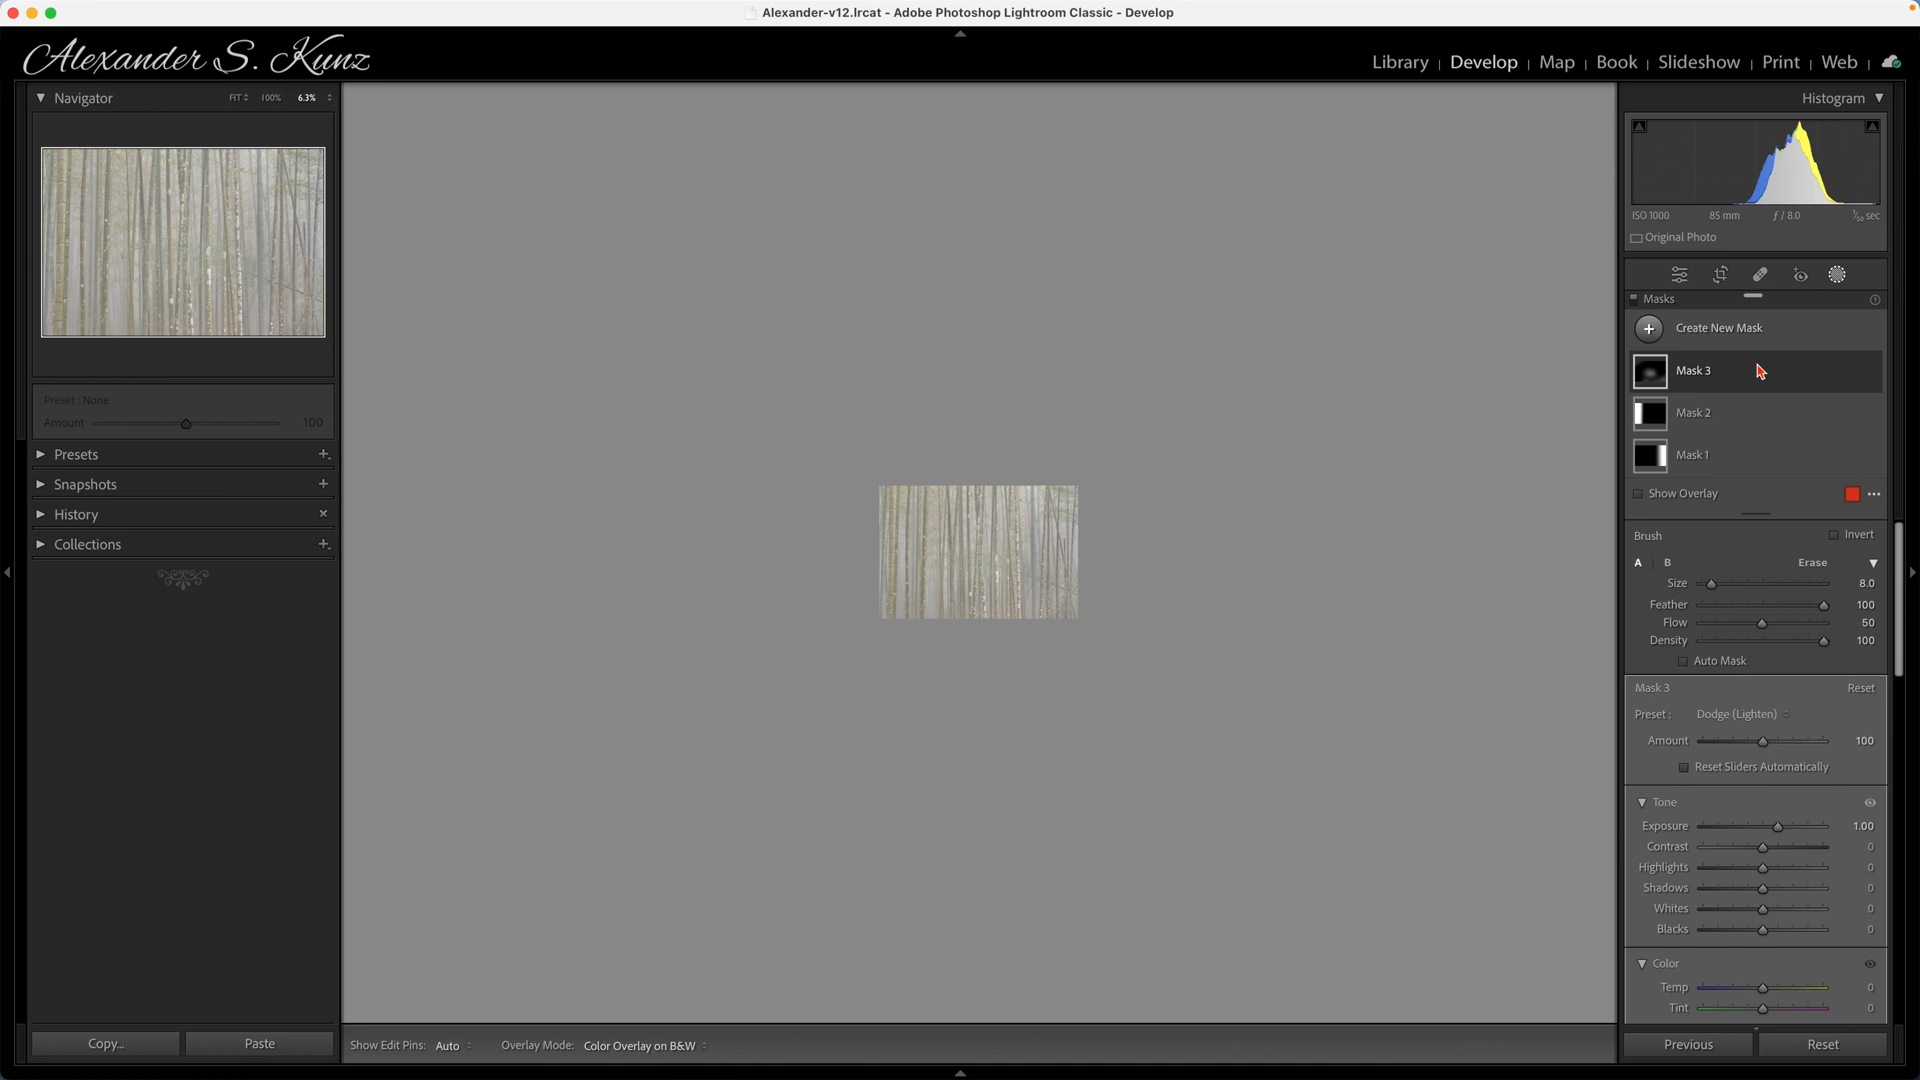 Alexander-v12.lrcat - Adobe Photoshop Lightroom Classic - Develop
Alexander S. Kunz
Library | Develop | Map | Book | Slideshow | Print | Web |
Navigator FIT 100% 6.3%
Histogram
ISO 1000 85 mm ƒ / 8.0 1/50 sec
Original Photo
Masks
Create New Mask
Mask 3
Mask 2
Mask 1
Show Overlay
Preset : None
Amount 100
Presets
Snapshots
History
Collections
Brush Invert
A B Erase
Size 8.0
Feather 100
Flow 50
Density 100
Auto Mask
Mask 3 Reset
Preset : Dodge (Lighten)
Amount 100
Reset Sliders Automatically
Tone
Exposure 1.00
Contrast 0
Highlights 0
Shadows 0
Whites 0
Blacks 0
Color
Temp 0
Tint 0
Copy... Paste
Show Edit Pins: Auto Overlay Mode: Color Overlay on B&W
Previous Reset